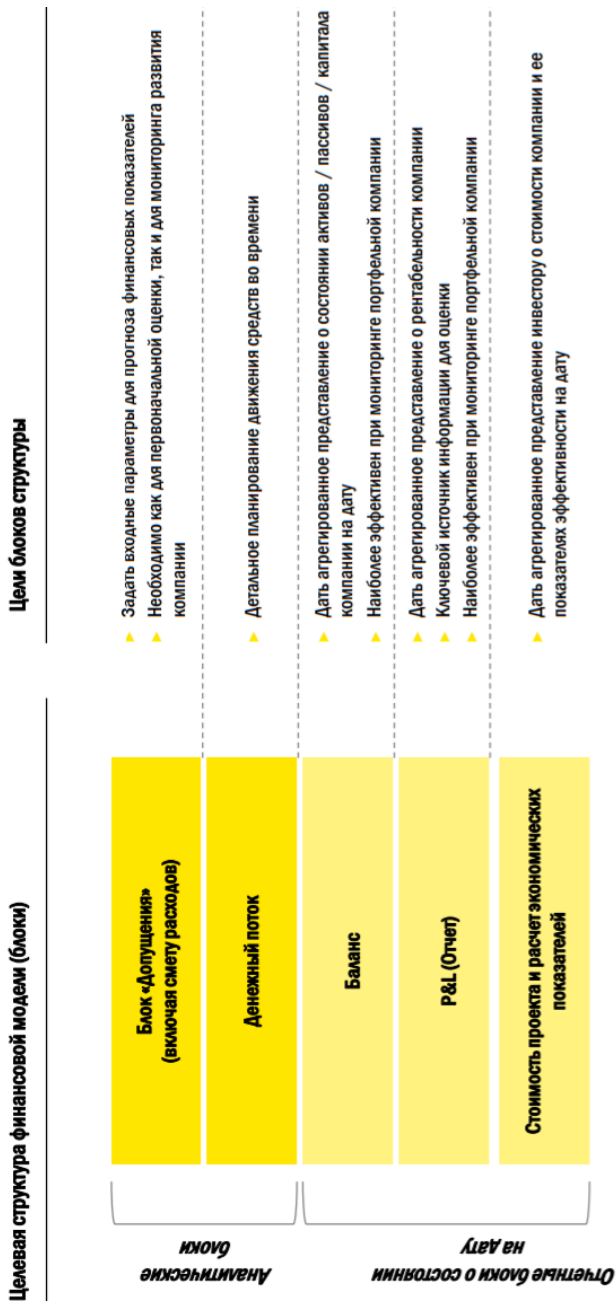 Целевая структура финансовой модели (блоки)
Цели блоков структуры
Аналитические
блоки
Блок «Допущения»
(включая смету расходов)
Задать входные параметры для прогноза финансовых показателей
Необходимо как для первоначальной оценки, так и для мониторинга развития
компании
Денежный поток
Детальное планирование движения средств во времени
Отчетные блоки о состоянии
на дату
Баланс
Дать агрегированное представление о состоянии активов / пассивов / капитала
компании на дату
Наиболее эффективен при мониторинге портфельной компании
P&L (Отчет)
Дать агрегированное представление о рентабельности компании
Ключевой источник информации для оценки
Наиболее эффективен при мониторинге портфельной компании
Стоимость проекта и расчет экономических
показателей
Дать агрегированное представление инвестору о стоимости компании и ее
показателях эффективности на дату